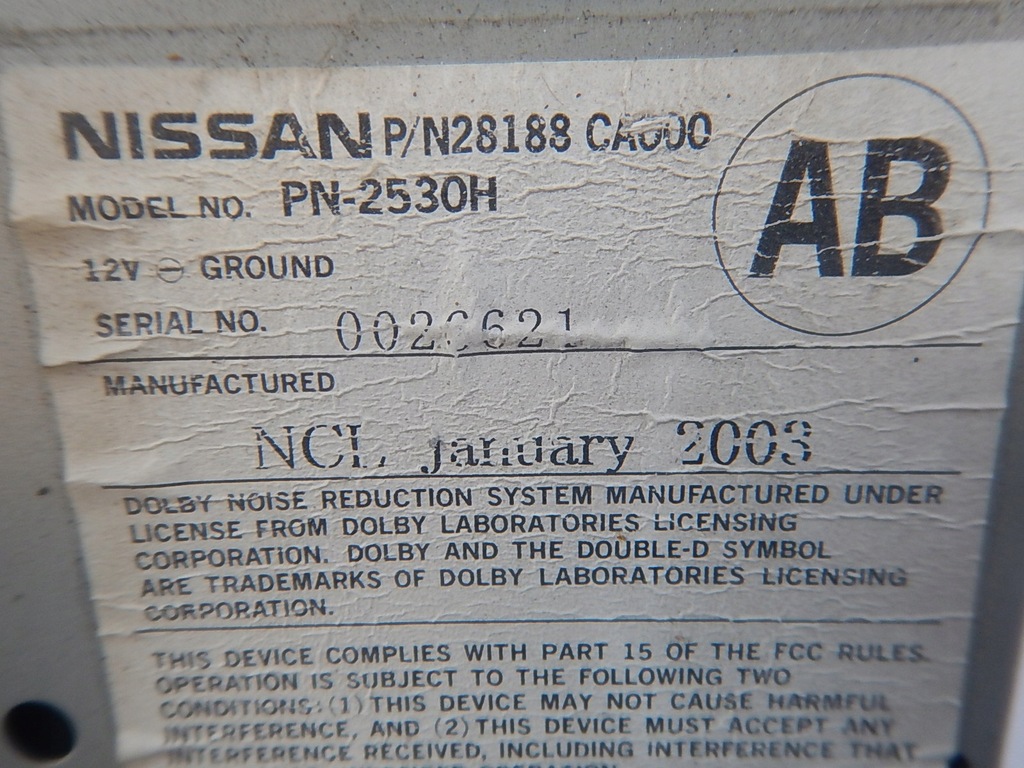 NISSAN P/N28188 CA000
AB
MODEL NO. PN-2530H
12V ⊖ GROUND
SERIAL NO.
MANUFACTURED
NCL January 2003
DOLBY NOISE REDUCTION SYSTEM MANUFACTURED UNDER
LICENSE FROM DOLBY LABORATORIES LICENSING
CORPORATION. DOLBY AND THE DOUBLE-D SYMBOL
ARE TRADEMARKS OF DOLBY LABORATORIES LICENSING
CORPORATION.
THIS DEVICE COMPLIES WITH PART 15 OF THE FCC RULES.
OPERATION IS SUBJECT TO THE FOLLOWING TWO
CONDITIONS: (1) THIS DEVICE MAY NOT CAUSE HARMFUL
INTERFERENCE, AND (2) THIS DEVICE MUST ACCEPT ANY
INTERFERENCE RECEIVED, INCLUDING INTERFERENCE THAT